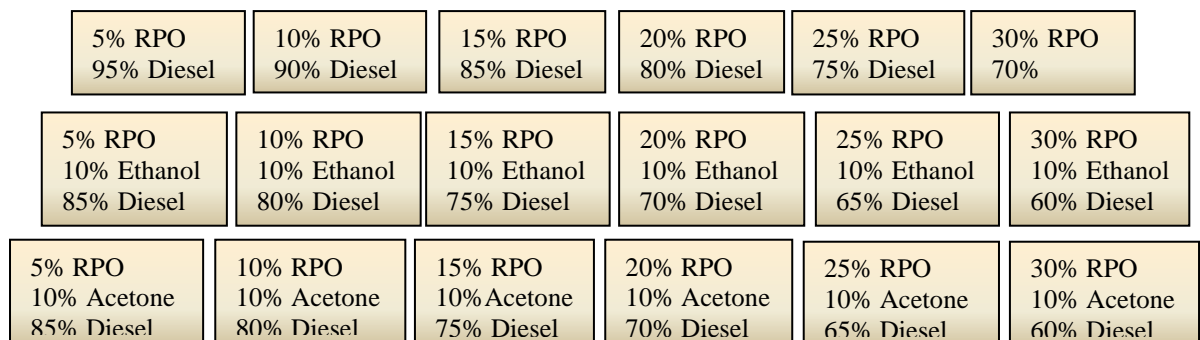 5% RPO
95% Diesel
10% RPO
90% Diesel
15% RPO
85% Diesel
20% RPO
80% Diesel
25% RPO
75% Diesel
30% RPO
70%
5% RPO
10% Ethanol
85% Diesel
10% RPO
10% Ethanol
80% Diesel
15% RPO
10% Ethanol
75% Diesel
20% RPO
10% Ethanol
70% Diesel
25% RPO
10% Ethanol
65% Diesel
30% RPO
10% Ethanol
60% Diesel
5% RPO
10% Acetone
85% Diesel
10% RPO
10% Acetone
80% Diesel
15% RPO
10% Acetone
75% Diesel
20% RPO
10% Acetone
70% Diesel
25% RPO
10% Acetone
65% Diesel
30% RPO
10% Acetone
60% Diesel